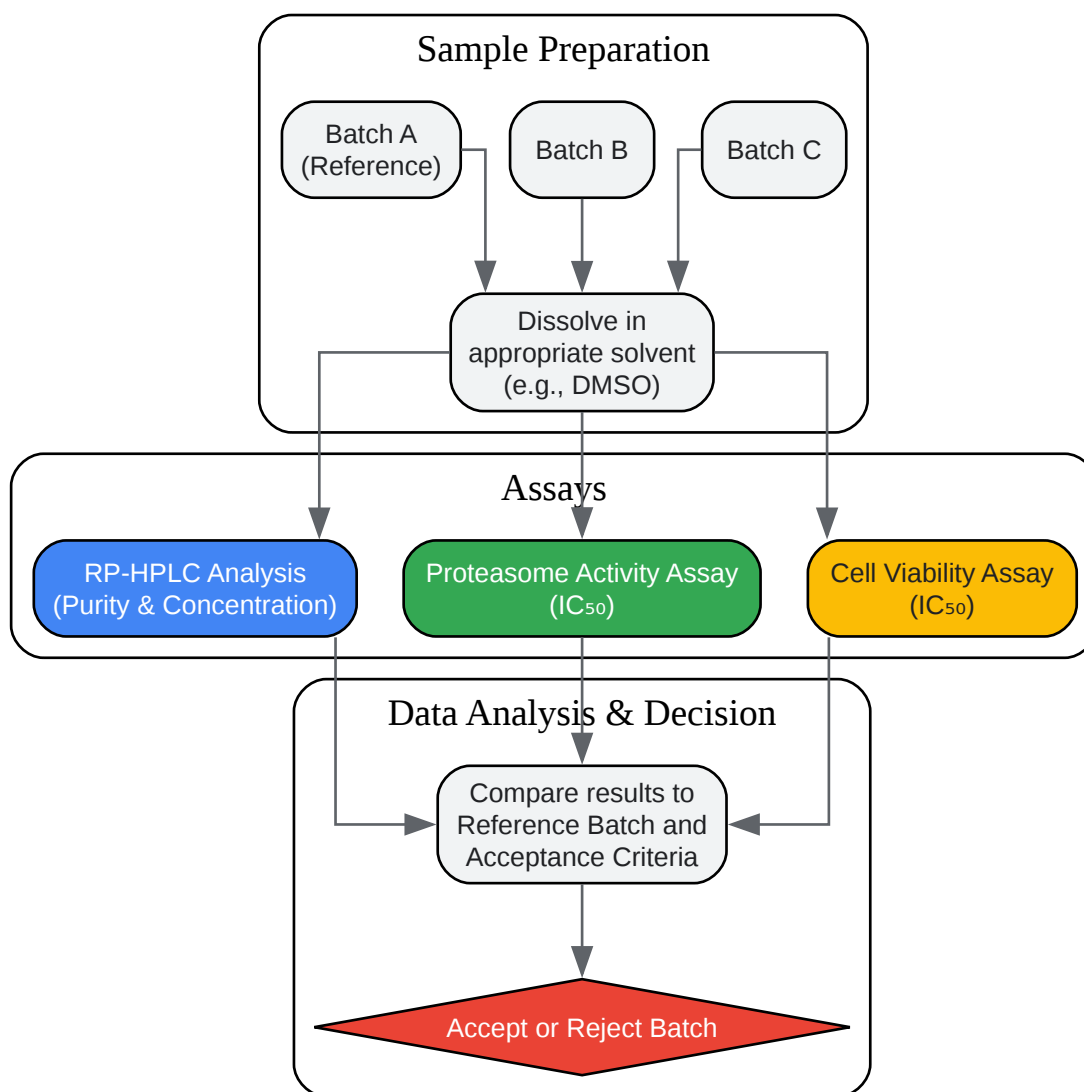 Sample Preparation
Batch A
(Reference)
Batch B
Batch C
Dissolve in
appropriate solvent
(e.g., DMSO)
Assays
RP-HPLC Analysis
(Purity & Concentration)
Proteasome Activity Assay
(IC₅₀)
Cell Viability Assay
(IC₅₀)
Data Analysis & Decision
Compare results to
Reference Batch and
Acceptance Criteria
Accept or Reject Batch